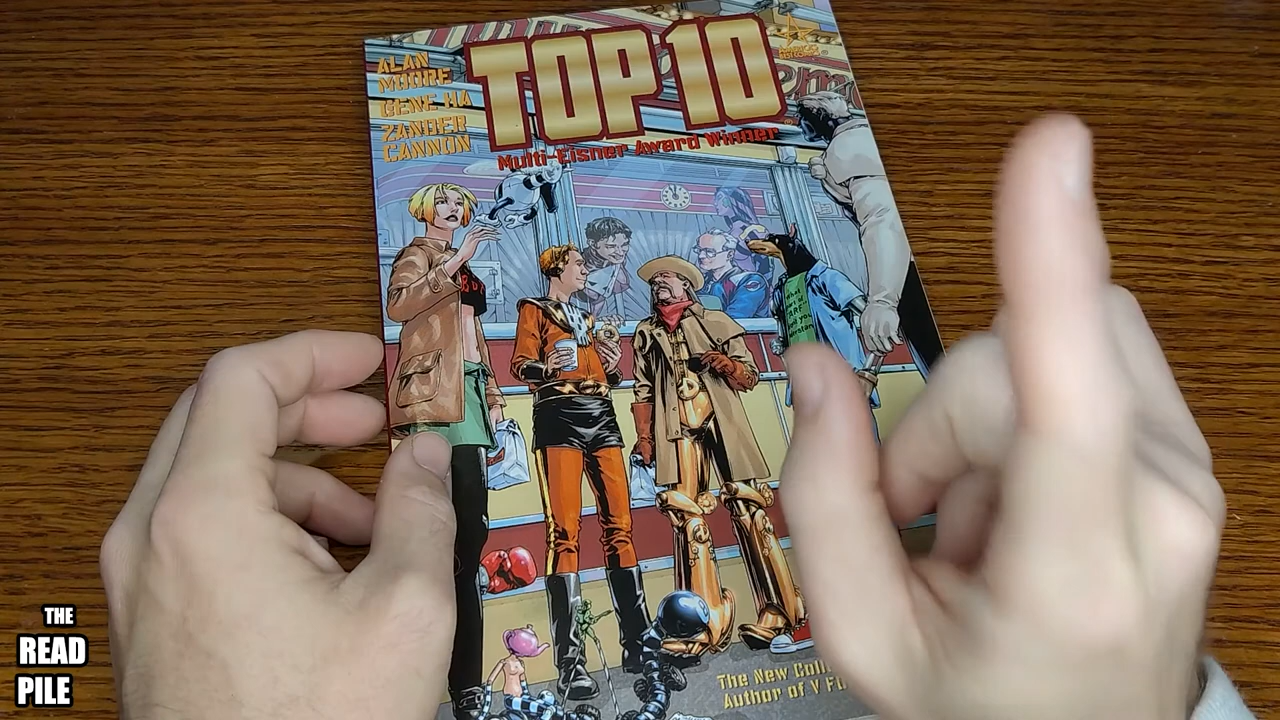 ALAN
MOORE
GENE HA
ZANDER
CANNON
TOP 10
Multi-Eisner Award Winner
The New
Author of V
THE
READ
PILE